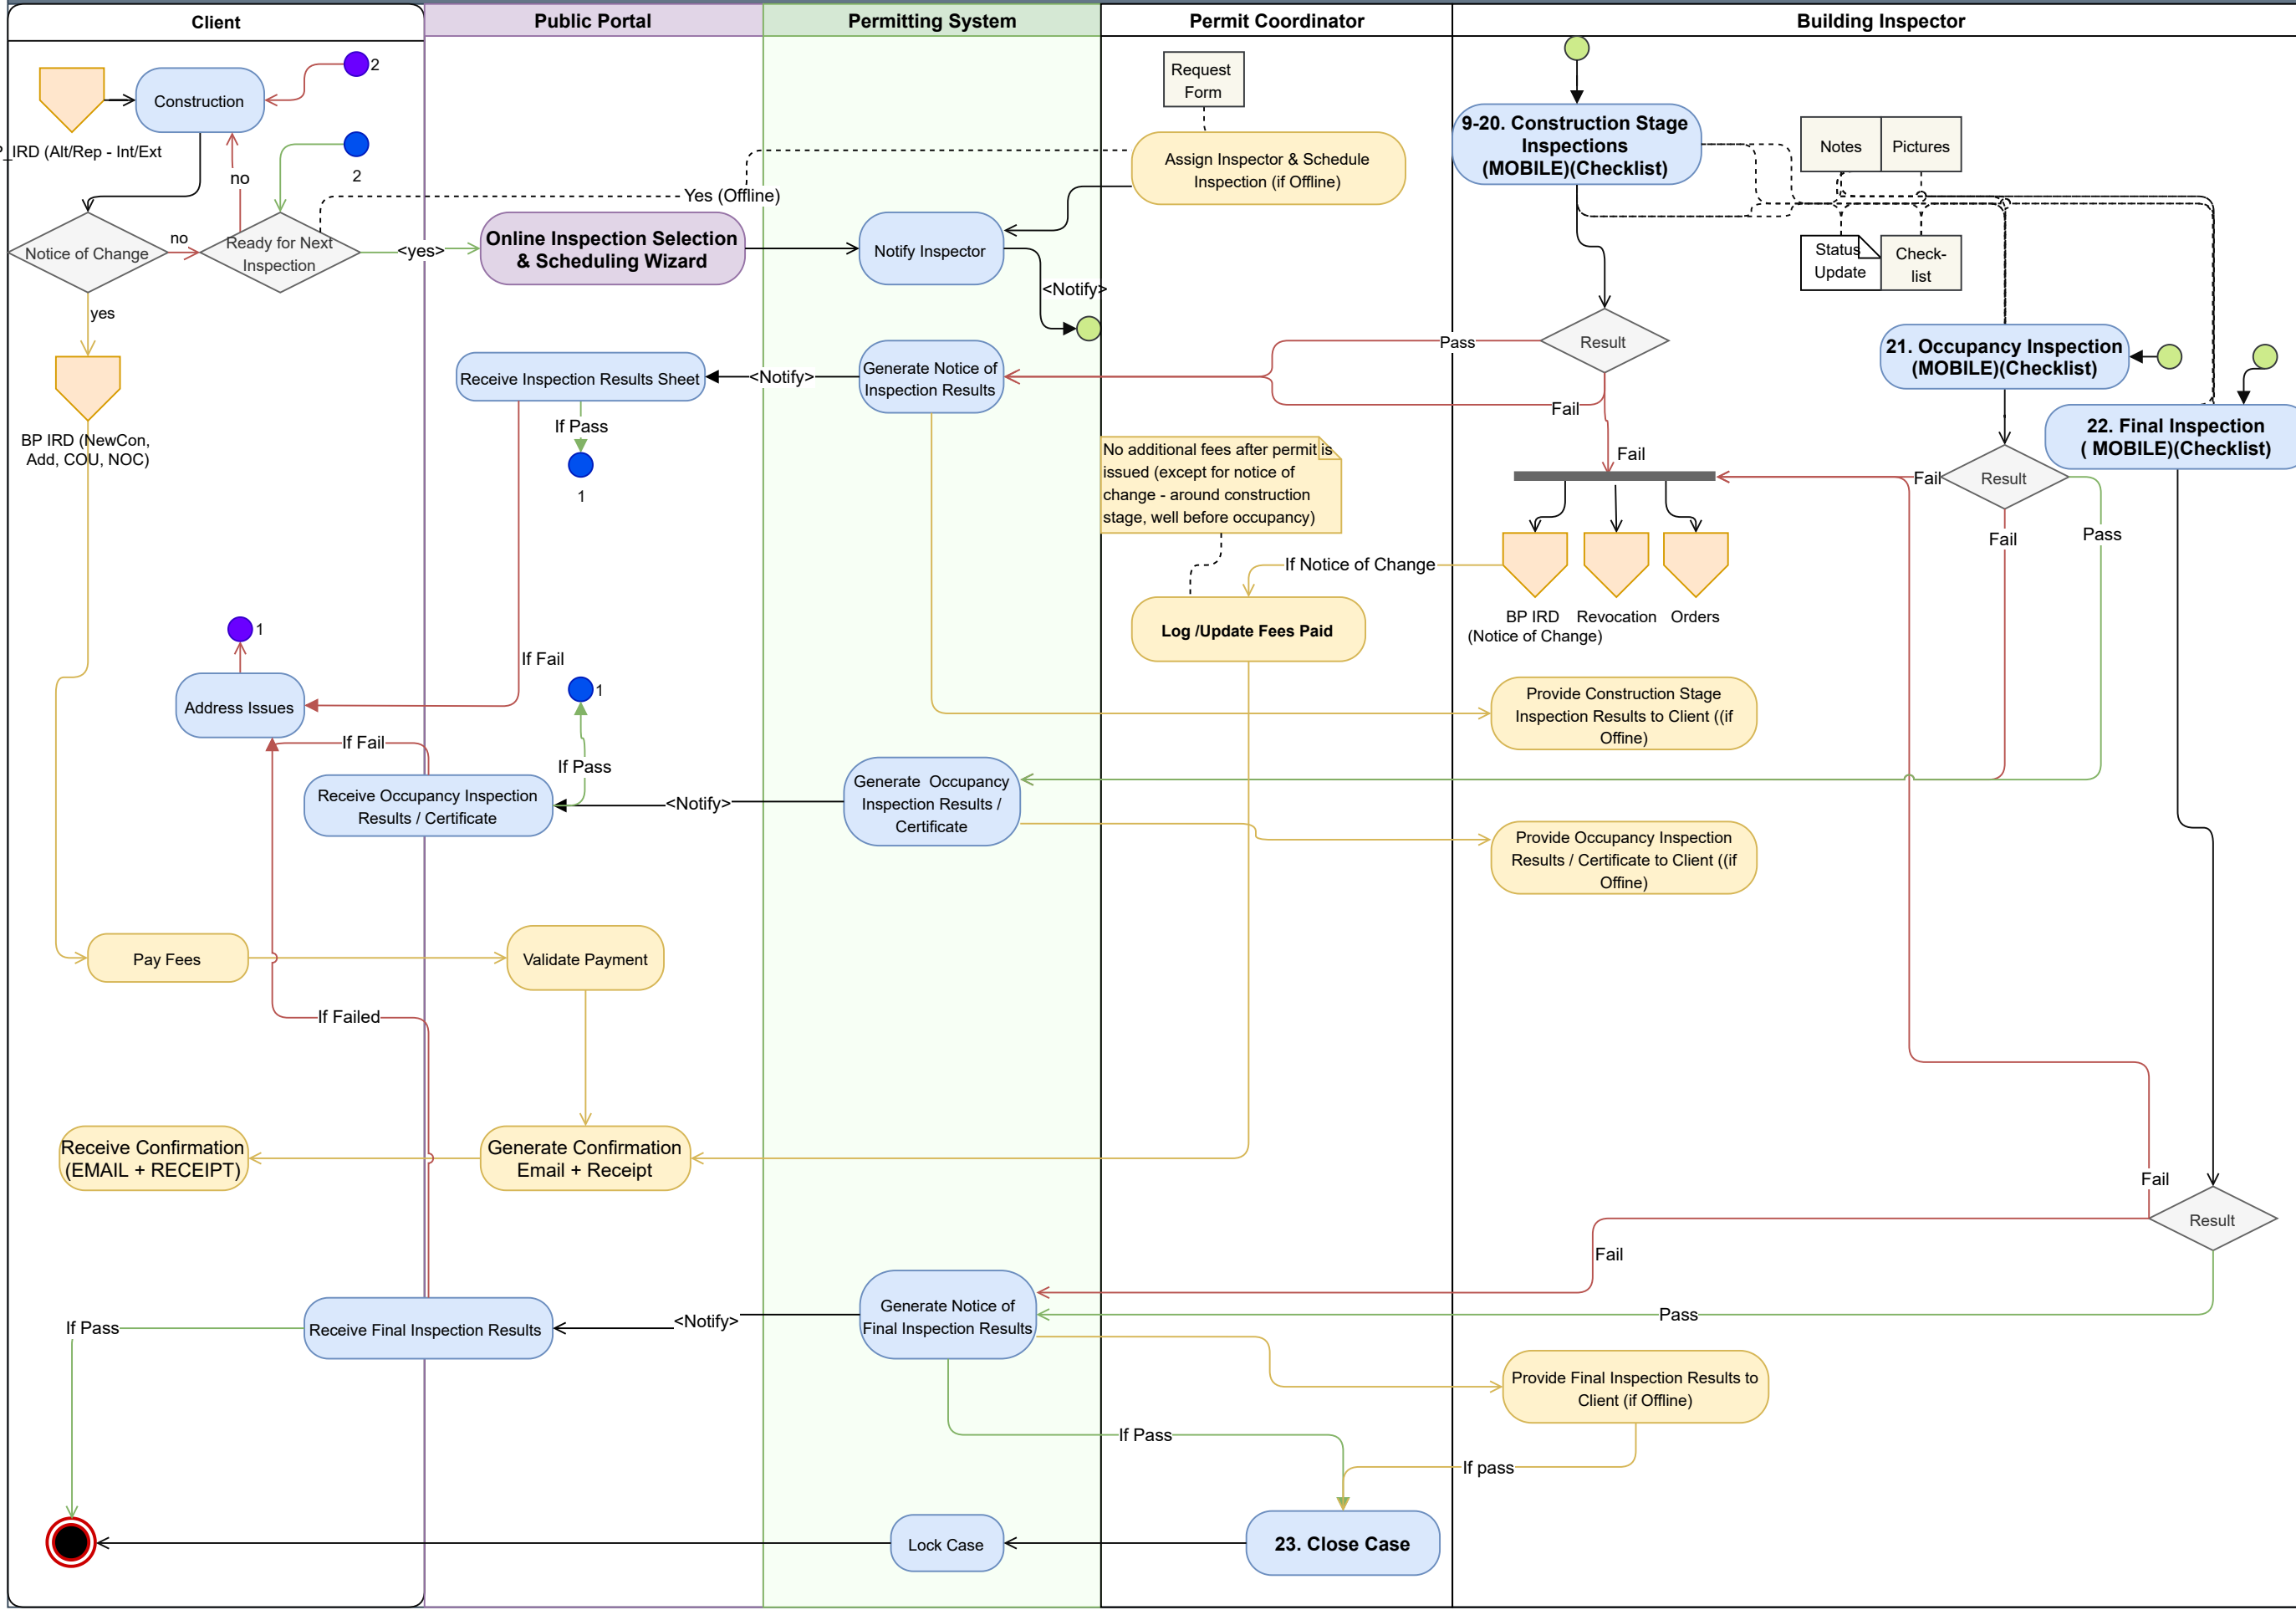 Client
Public Portal
Permitting System
Permit Coordinator
Building Inspector
2
Construction
P_IRD (Alt/Rep - Int/Ext
2
no
Notice of Change
no
Ready for Next
Inspection
<yes>
Yes (Offline)
Online Inspection Selection
& Scheduling Wizard
Notify Inspector
<Notify>
Request
Form
Assign Inspector & Schedule
Inspection (if Offline)
9-20. Construction Stage
Inspections
(MOBILE)(Checklist)
Notes
Pictures
Status
Update
Check-
list
yes
BP IRD (NewCon,
Add, COU, NOC)
Receive Inspection Results Sheet
<Notify>
Generate Notice of
Inspection Results
Pass
Result
Fail
Fail
21. Occupancy Inspection
(MOBILE)(Checklist)
22. Final Inspection
( MOBILE)(Checklist)
If Pass
1
No additional fees after permit is
issued (except for notice of
change - around construction
stage, well before occupancy)
Fail
Result
Fail
Pass
If Notice of Change
BP IRD
(Notice of Change)
Revocation
Orders
Log /Update Fees Paid
1
If Fail
Address Issues
1
If Fail
If Pass
Provide Construction Stage
Inspection Results to Client ((if
Offine)
Receive Occupancy Inspection
Results / Certificate
<Notify>
Generate Occupancy
Inspection Results /
Certificate
Provide Occupancy Inspection
Results / Certificate to Client ((if
Offine)
Pay Fees
Validate Payment
If Failed
Receive Confirmation
(EMAIL + RECEIPT)
Generate Confirmation
Email + Receipt
Fail
Result
Fail
Pass
If Pass
Receive Final Inspection Results
<Notify>
Generate Notice of
Final Inspection Results
Provide Final Inspection Results to
Client (if Offline)
If Pass
If pass
Lock Case
23. Close Case